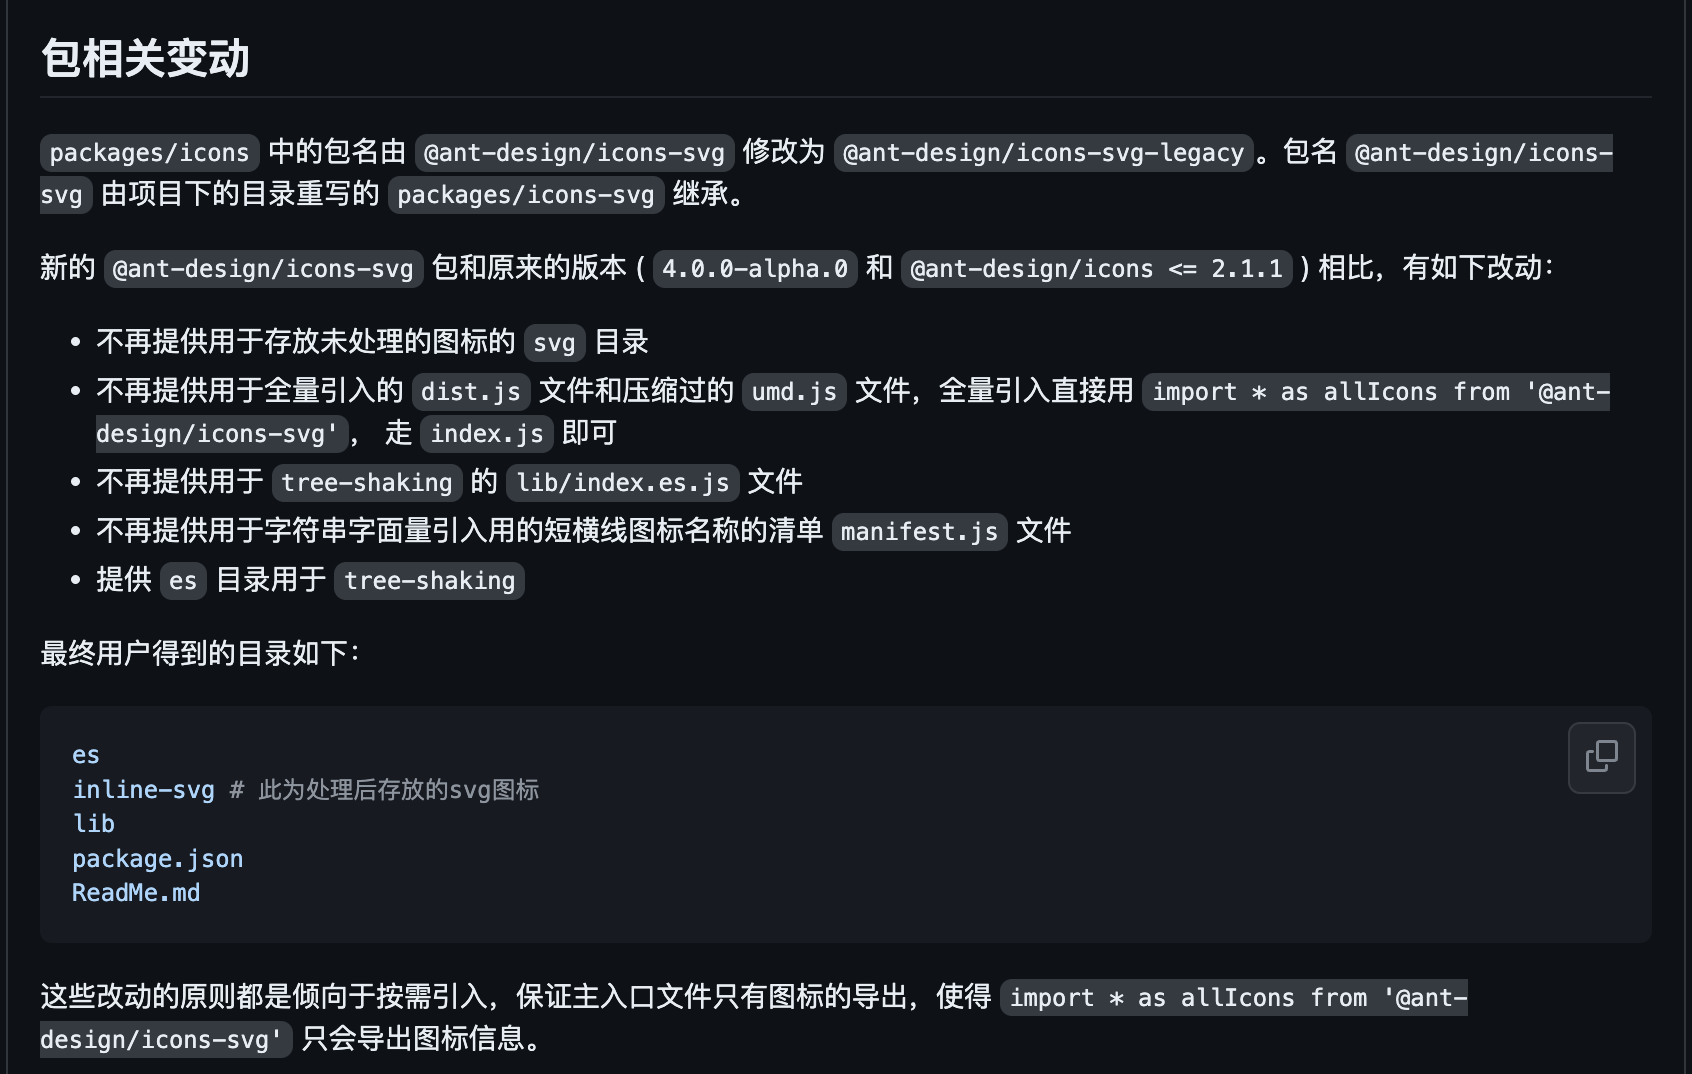 包相关变动
packages/icons 中的包名由 @ant-design/icons-svg 修改为 @ant-design/icons-svg-legacy 。包名 @ant-design/icons-
svg 由项目下的目录重写的 packages/icons-svg 继承。
新的 @ant-design/icons-svg 包和原来的版本 ( 4.0.0-alpha.0 和 @ant-design/icons <= 2.1.1 ) 相比，有如下改动：
• 不再提供用于存放未处理的图标的 svg 目录
• 不再提供用于全量引入的 dist.js 文件和压缩过的 umd.js 文件，全量引入直接用 import * as allIcons from '@ant-
design/icons-svg' ， 走 index.js 即可
• 不再提供用于 tree-shaking 的 lib/index.es.js 文件
• 不再提供用于字符串字面量引入用的短横线图标名称的清单 manifest.js 文件
• 提供 es 目录用于 tree-shaking
最终用户得到的目录如下：
es
inline-svg # 此为处理后存放的svg图标
lib
package.json
ReadMe.md
这些改动的原则都是倾向于按需引入，保证主入口文件只有图标的导出，使得 import * as allIcons from '@ant-
design/icons-svg' 只会导出图标信息。